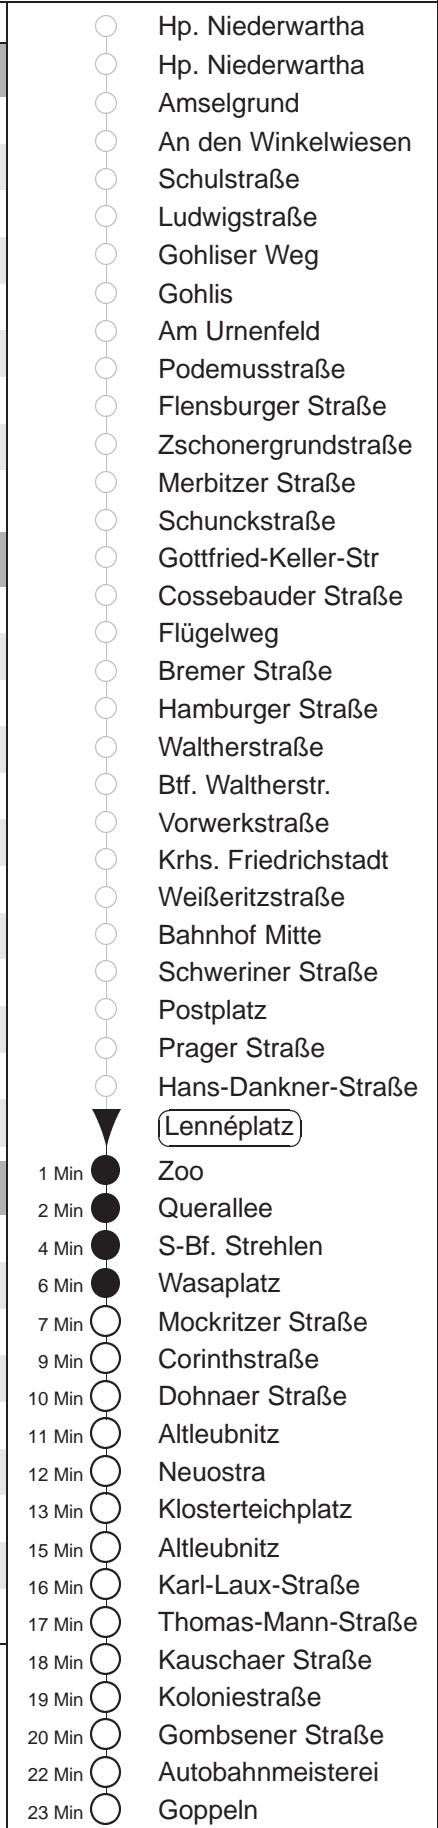 Hp. Niederwartha
Hp. Niederwartha
Amselgrund
An den Winkelwiesen
Schulstraße
Ludwigstraße
Gohliser Weg
Gohlis
Am Urnenfeld
Podemusstraße
Flensburger Straße
Zschonergrundstraße
Merbitzer Straße
Schunckstraße
Gottfried-Keller-Str
Cossebauder Straße
Flügelweg
Bremer Straße
Hamburger Straße
Waltherstraße
Btf. Waltherstr.
Vorwerkstraße
Krhs. Friedrichstadt
Weißeritzstraße
Bahnhof Mitte
Schweriner Straße
Postplatz
Prager Straße
Hans-Dankner-Straße
Lennéplatz
1 Min Zoo
2 Min Querallee
4 Min S-Bf. Strehlen
6 Min Wasaplatz
7 Min Mockritzer Straße
9 Min Corinthstraße
10 Min Dohnaer Straße
11 Min Altleubnitz
12 Min Neuostra
13 Min Klosterteichplatz
15 Min Altleubnitz
16 Min Karl-Laux-Straße
17 Min Thomas-Mann-Straße
18 Min Kauschaer Straße
19 Min Koloniestraße
20 Min Gombsener Straße
22 Min Autobahnmeisterei
23 Min Goppeln